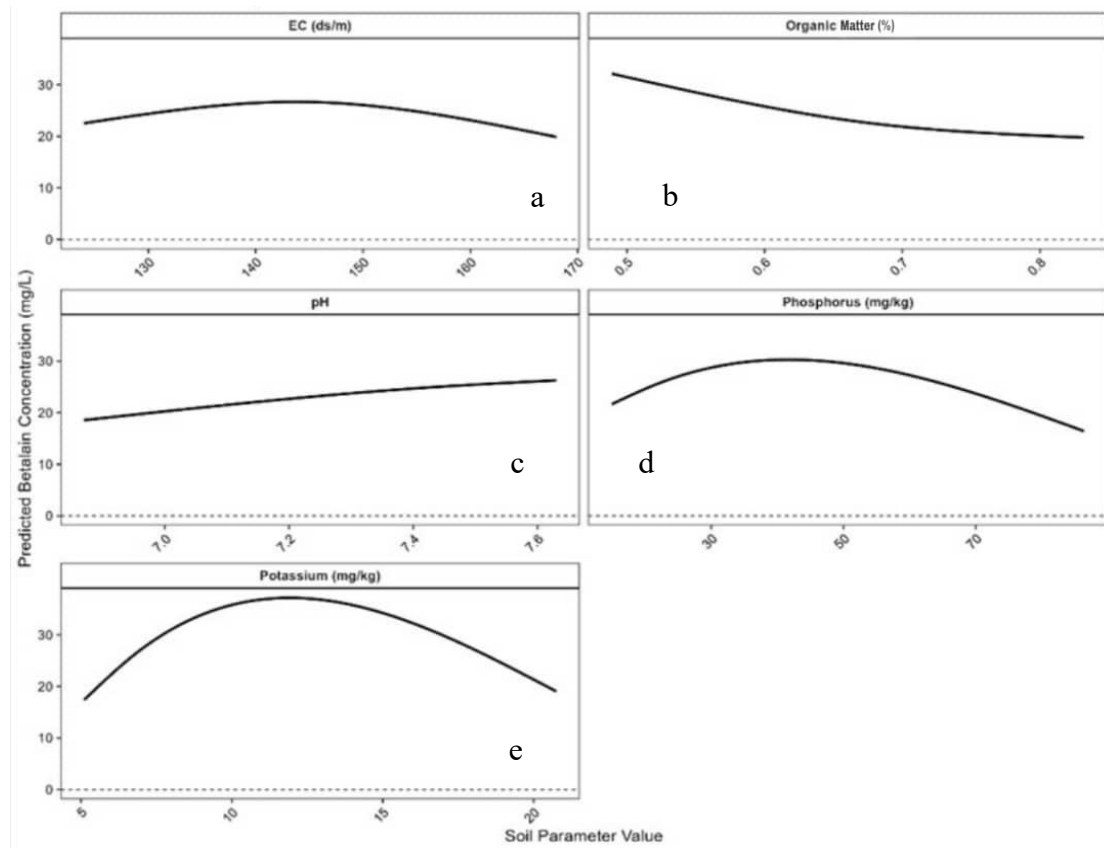 EC (ds/m)
Organic Matter (%)
30
20
10
0
a
b
130
140
150
160
170
0.5
0.6
0.7
0.8
pH
Phosphorus (mg/kg)
30
20
10
0
c
d
7.0
7.2
7.4
7.6
30
50
70
Potassium (mg/kg)
30
20
10
0
e
5
10
15
20
Predicted Betalain Concentration (mg/L)
Soil Parameter Value